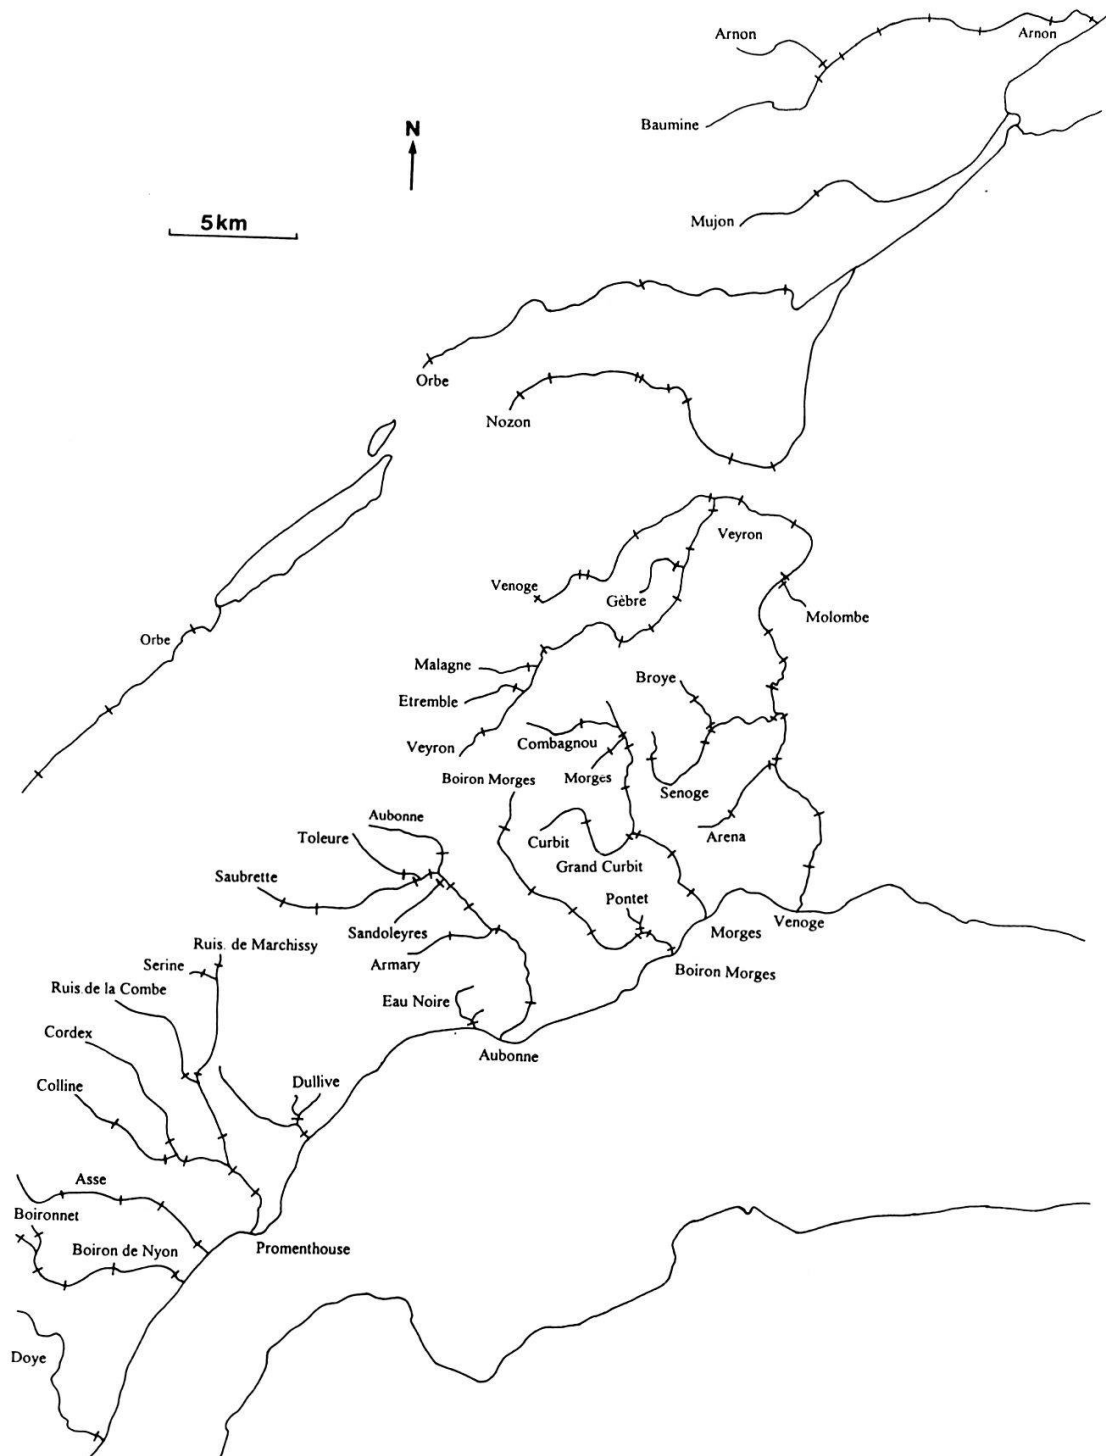 Arnon
Arnon
Baumine
N
5km
Mujon
Orbe
Nozon
Veyron
Venoge
Gèbre
Molombe
Orbe
Malagne
Broye
Etremble
Veyron
Combagnou
Boiron Morges
Morges
Senoge
Aubonne
Toleure
Curbit
Arena
Grand Curbit
Saubrette
Pontet
Sandoleyres
Morges
Venoge
Ruis. de Marchissy
Serine
Armary
Boiron Morges
Ruis. de la Combe
Eau Noire
Cordex
Aubonne
Colline
Dullive
Asse
Boironnet
Boiron de Nyon
Promenthouse
Doye